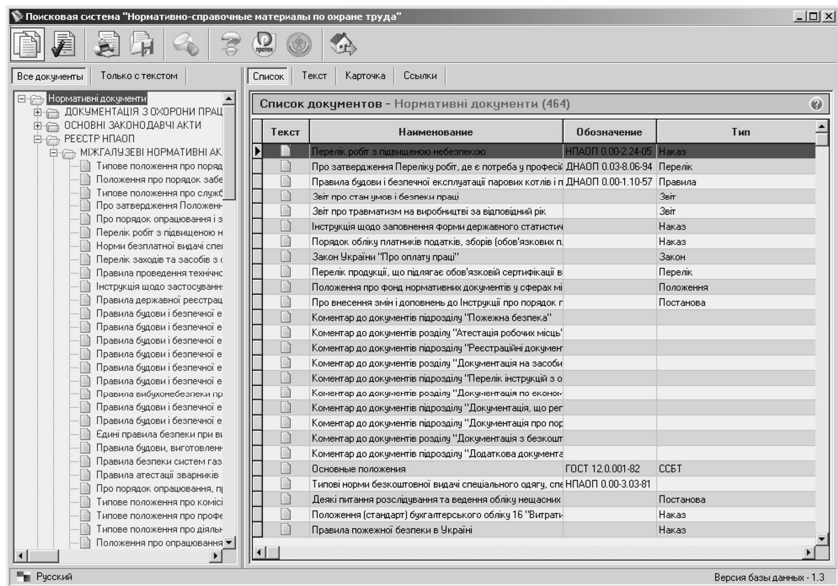 Поисковая система "Нормативно-справочные материалы по охране труда"
Все документы Только с текстом
Нормативні документи
ДОКУМЕНТАЦІЯ З ОХОРОНИ ПРАЦ
ОСНОВНІ ЗАКОНОДАВЧІ АКТИ
РЕЄСТР НПАОП
МІЖГАЛУЗЕВІ НОРМАТИВНІ АК
Типове положення про поряд
Положення про порядок забе
Типове положення про служб
Про затвердження Положенн
Про порядок опрацювання і з
Перелік робіт з підвищеною н
Норми безплатної видачі спец
Перелік заходів та засобів з о
Правила проведення технічно
Інструкція щодо застосуванн
Правила державної реєстрац
Правила будови і безпечної е
Правила будови і безпечної е
Правила будови і безпечної е
Правила будови і безпечної е
Правила будови і безпечної е
Правила вибухонебезпеки пр
Правила будови і безпечної е
Правила будови і безпечної е
Єдині правила безпеки при ви
Правила будови, виготовленн
Правила безпеки систем газ
Правила атестації зварників
Про порядок опрацювання, пр
Типове положення про комісі
Типове положення про профе
Типове положення про діяльн
Положення про опрацювання
Список Текст Карточка Ссылки
Список документов - Нормативні документи (464)
Текст Наименование Обозначение Тип
Перелік робіт з підвищеною небезпекою НПАОП 0.00-2.24-05 Наказ
Про затвердження Переліку робіт, де є потреба у професі ДНАОП 0.03-8.06-94 Перелік
Правила будови і безпечної експлуатації парових котлів і п ДНАОП 0.00-1.10-57 Правила
Звіт про стан умов і безпеки праці Звіт
Звіт про травматизм на виробництві за відповідний рік Звіт
Інструкція щодо заповнення Форми державного статистич Наказ
Порядок обліку платників податків, зборів (обов'язкових п. Наказ
Закон України "Про оплату праці" Закон
Перелік продукції, що підлягає обов'язковій сертифікації в Перелік
Положення про Фонд нормативних документів у сферах мі Положення
Про внесення змін і доповнень до Інструкції про порядок г Постанова
Коментар до документів підрозділу "Пожежна безпека"
Коментар до документів розділу "Атестація робочих місць"
Коментар до документів підрозділу "Реєстраційні документ
Коментар до документів розділу "Документація на засоби
Коментар до документів підрозділу "Перелік інструкцій з о
Коментар до документів підрозділу "Документація по економ
Коментар до документів підрозділу "Документація, що рег
Коментар до документів підрозділу "Документація про пор
Коментар до документів розділу "Документація з безкошт
Коментар до документів підрозділу "Додаткова документа
Основные положения ГОСТ 12.0.001-82 ССБТ
Типові норми безкоштовної видачі спеціального одягу, спе НПАОП 0.00-3.03-81
Деякі питання розслідування та ведення обліку нещасних Постанова
Положення (стандарт) бухгалтерського обліку 16 "Витрати Наказ
Правила пожежної безпеки в Україні Наказ
Русский Версия базы данных - 1.3